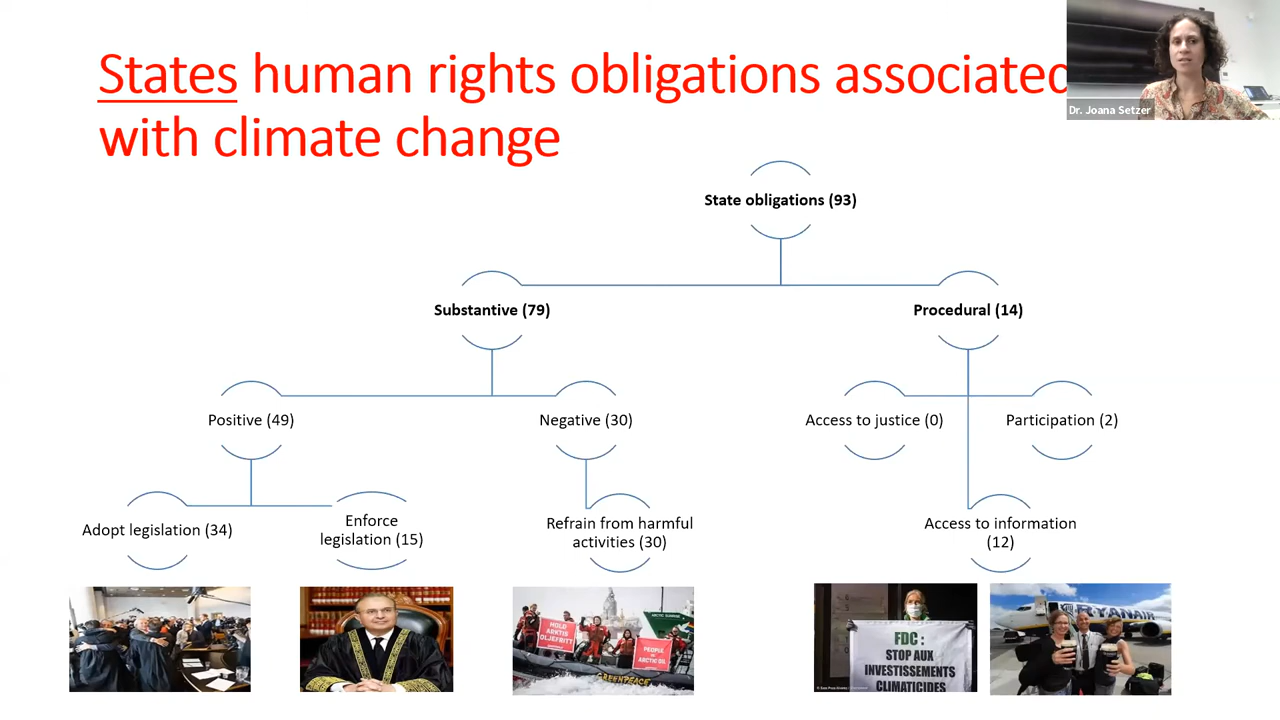 States human rights obligations associated
with climate change
Dr. Joana Setzer
State obligations (93)
Substantive (79)
Procedural (14)
Positive (49)
Negative (30)
Access to justice (0)
Participation (2)
Adopt legislation (34)
Enforce
legislation (15)
Refrain from harmful
activities (30)
Access to information
(12)
HOLD
ARKTIS
OLJEFRITT
PEOPLE
ARCTIC OIL
GREENPEACE
FDC :
STOP AUX
INVESTISSEMENTS
CLIMATICIDES
RYANAIR